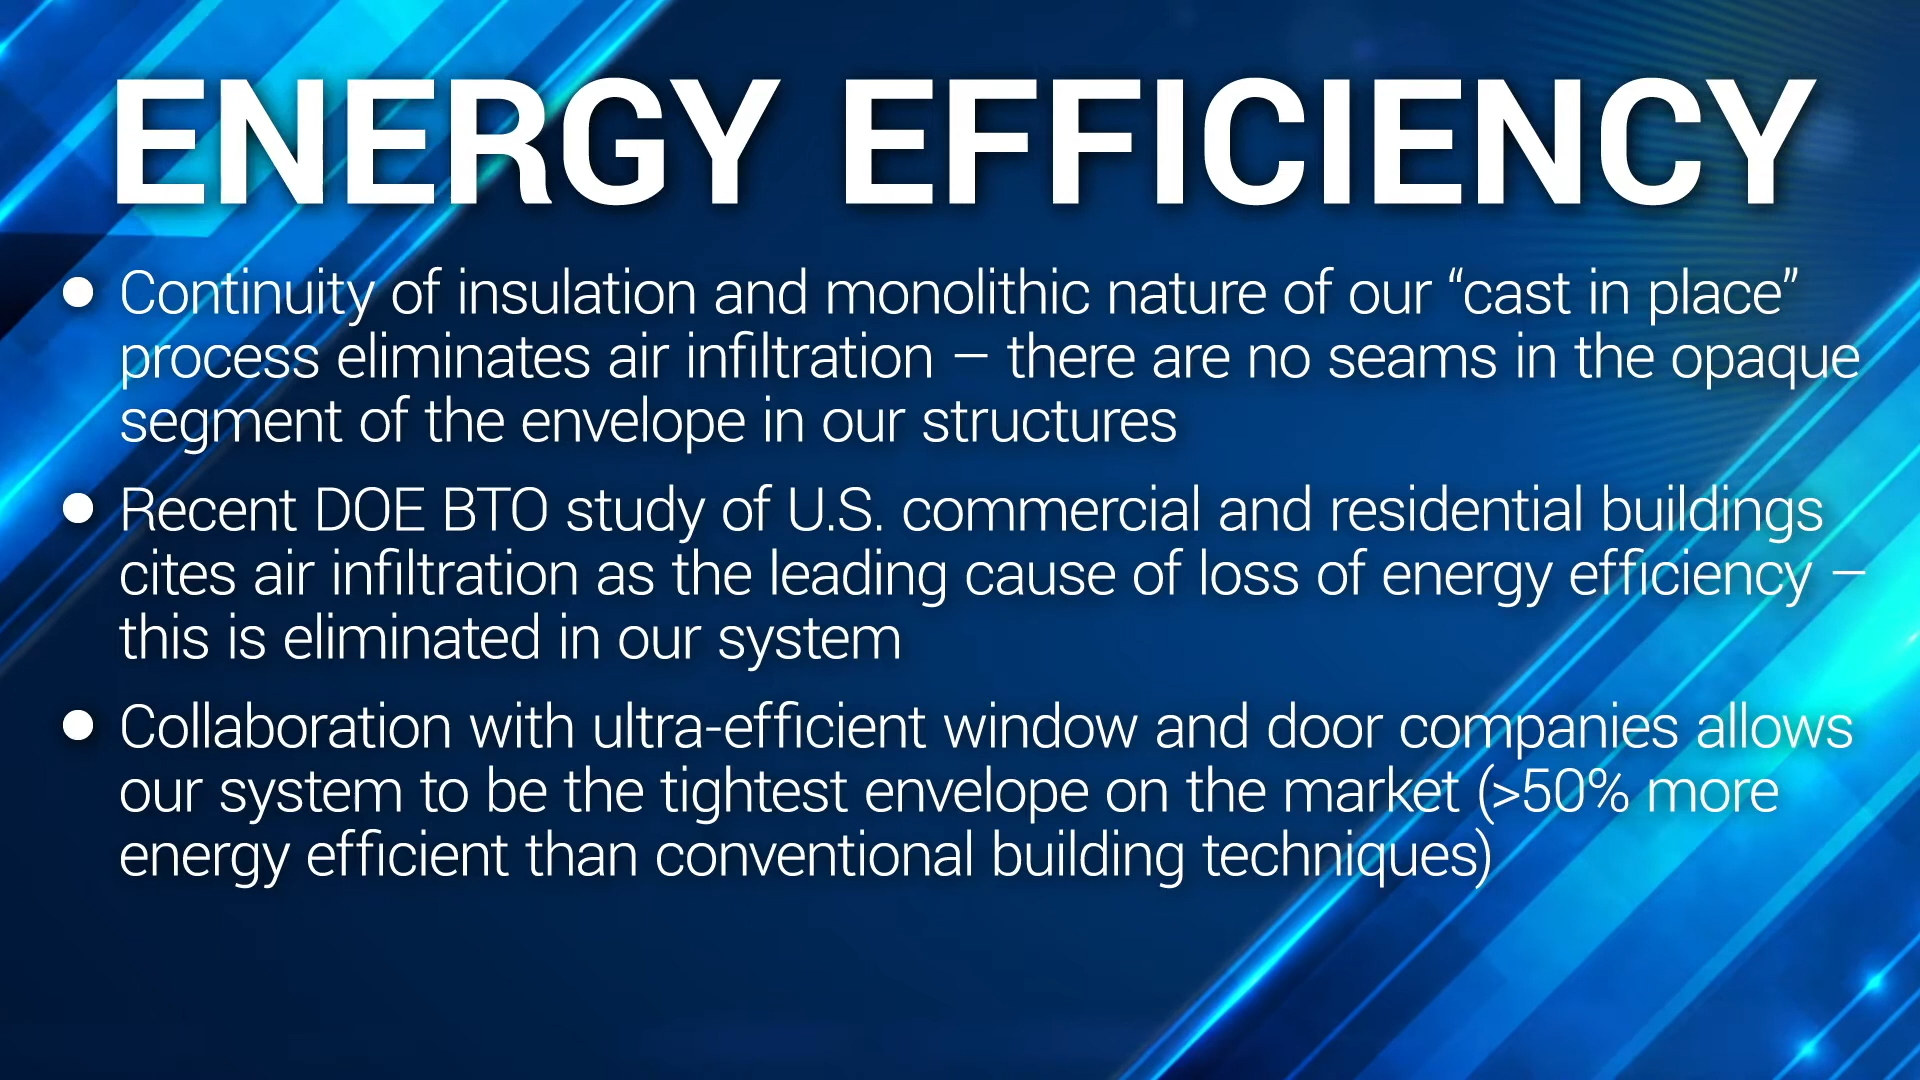 ENERGY EFFICIENCY
● Continuity of insulation and monolithic nature of our “cast in place”
process eliminates air infiltration – there are no seams in the opaque
segment of the envelope in our structures
● Recent DOE BTO study of U.S. commercial and residential buildings
cites air infiltration as the leading cause of loss of energy efficiency –
this is eliminated in our system
● Collaboration with ultra-efficient window and door companies allows
our system to be the tightest envelope on the market (>50% more
energy efficient than conventional building techniques)